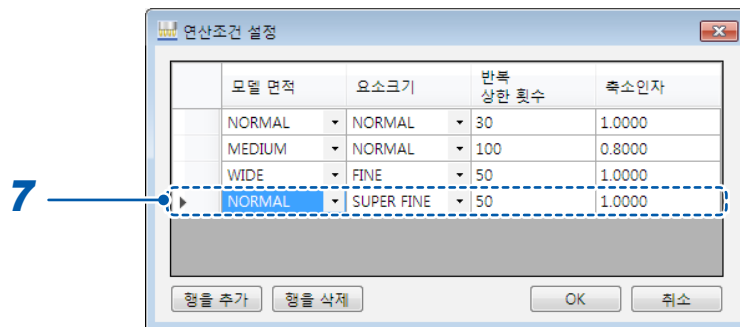 연산조건 설정
모델 면적 요소크기 반복 상한 횟수 축소인자
NORMAL NORMAL 30 1.0000
MEDIUM NORMAL 100 0.8000
WIDE FINE 50 1.0000
7 NORMAL SUPER FINE 50 1.0000
행을 추가 행을 삭제 OK 취소